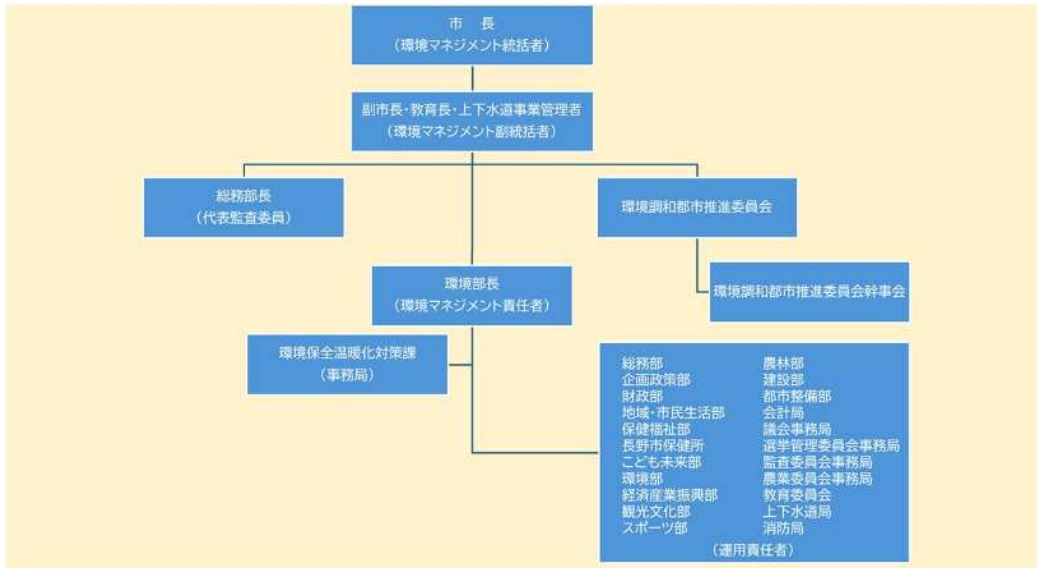 市　長
（環境マネジメント統括者）
副市長・教育長・上下水道事業管理者
（環境マネジメント副統括者）
総務部長
（代表監査委員）
環境調和都市推進委員会
環境部長
（環境マネジメント責任者）
環境調和都市推進委員会幹事会
環境保全温暖化対策課
（事務局）
総務部
企画政策部
財政部
地域・市民生活部
保健福祉部
長野市保健所
こども未来部
環境部
経済産業振興部
観光文化部
スポーツ部
農林部
建設部
都市整備部
会計局
議会事務局
選挙管理委員会事務局
監査委員会事務局
農業委員会事務局
教育委員会
上下水道局
消防局
（運用責任者）